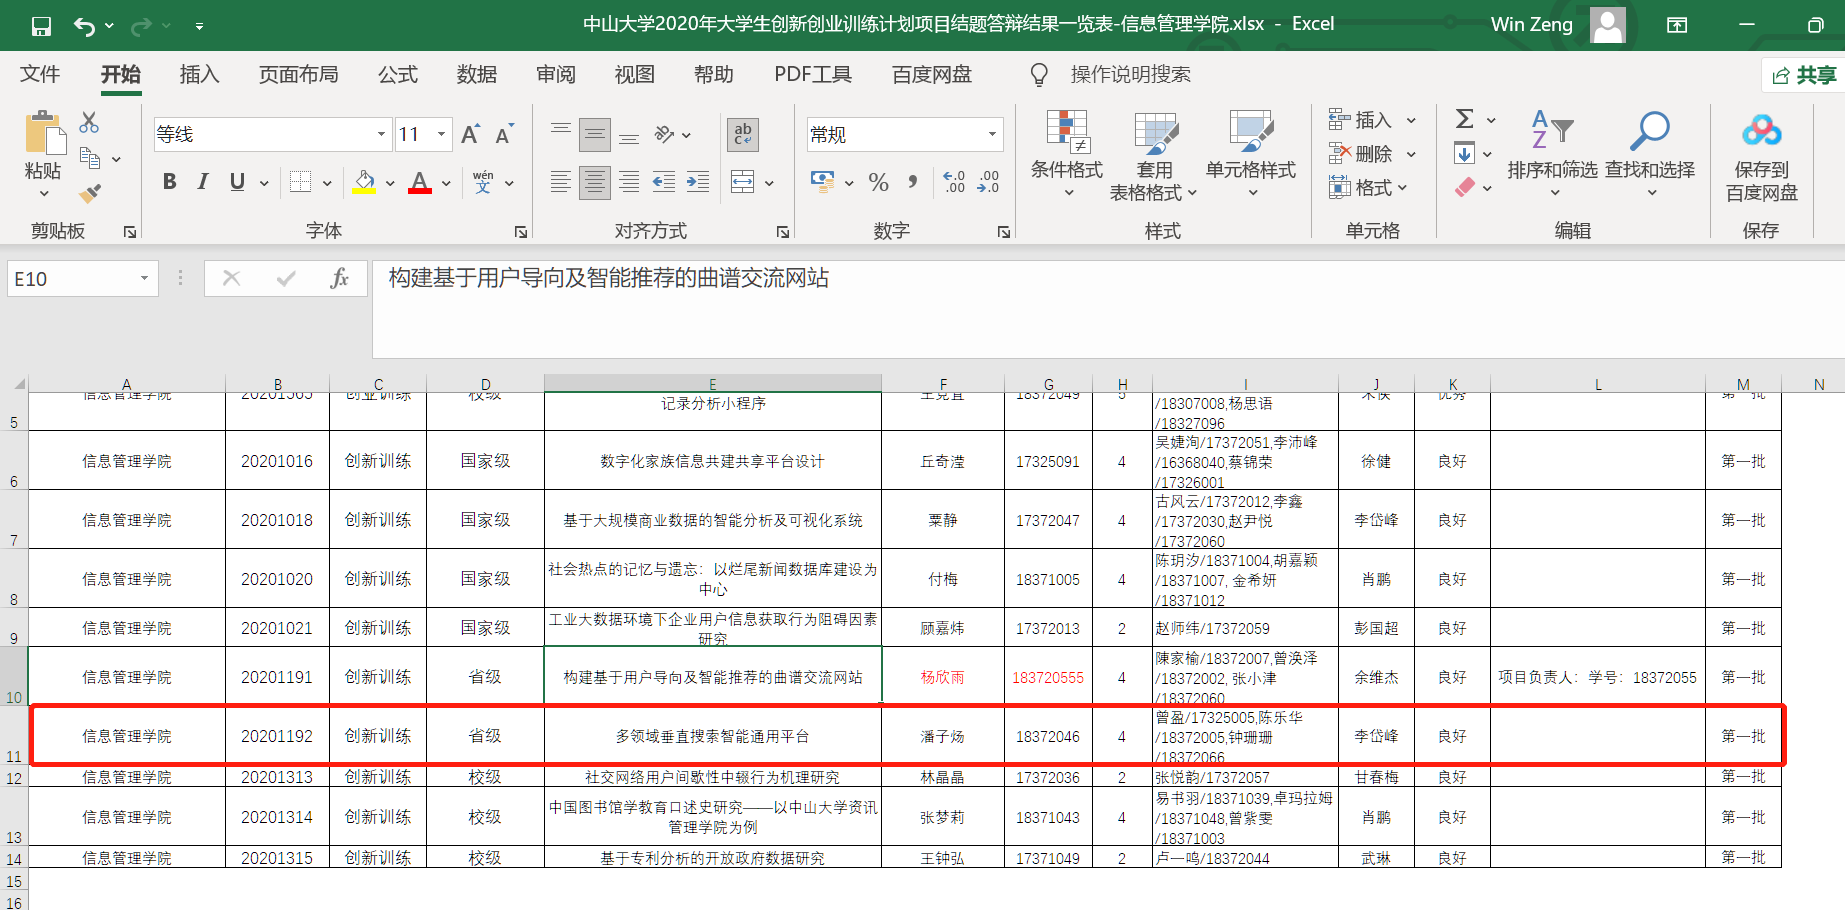 中山大学2020年大学生创新创业训练计划项目结题答辩结果一览表-信息管理学院.xlsx - Excel
Win Zeng
文件 开始 插入 页面布局 公式 数据 审阅 视图 帮助 PDF工具 百度网盘 操作说明搜索 共享
粘贴
剪贴板
等线 11
B I U A wén 文
字体
ab c
对齐方式
常规
% , .00 .0
数字
条件格式 套用 表格格式 单元格样式
样式
插入
删除
格式
单元格
Σ
排序和筛选 查找和选择
编辑
保存到 百度网盘
保存
E10 fx 构建基于用户导向及智能推荐的曲谱交流网站
A B C D E F G H I J K L M N
5 信息管理学院 20201505 创业训练 校级 记录分析小程序 18372049 5 /18307008,杨思语 优秀 第一批
/18327096
6 信息管理学院 20201016 创新训练 国家级 数字化家族信息共建共享平台设计 丘奇滢 17325091 4 吴婕洵/17372051,李沛峰 徐健 良好 第一批
/16368040,蔡锦荣
/17326001
7 信息管理学院 20201018 创新训练 国家级 基于大规模商业数据的智能分析及可视化系统 粟静 17372047 4 古风云/17372012,李鑫 李岱峰 良好 第一批
/17372030,赵尹悦
/17372060
8 信息管理学院 20201020 创新训练 国家级 社会热点的记忆与遗忘：以烂尾新闻数据库建设为 付梅 18371005 4 陈玥汐/18371004,胡嘉颖 肖鹏 良好 第一批
中心 /18371007, 金希妍
/18371012
9 信息管理学院 20201021 创新训练 国家级 工业大数据环境下企业用户信息获取行为阻碍因素 顾嘉炜 17372013 2 赵师纬/17372059 彭国超 良好 第一批
研究
10 信息管理学院 20201191 创新训练 省级 构建基于用户导向及智能推荐的曲谱交流网站 杨欣雨 183720555 4 陳家榆/18372007,曾涣泽 余维杰 良好 项目负责人：学号：18372055 第一批
/18372002, 张小津
/18372060
11 信息管理学院 20201192 创新训练 省级 多领域垂直搜索智能通用平台 潘子炀 18372046 4 曾盈/17325005,陈乐华 李岱峰 良好 第一批
/18372005,钟珊珊
/18372066
12 信息管理学院 20201313 创新训练 校级 社交网络用户间歇性中辍行为机理研究 林晶晶 17372036 2 张悦韵/17372057 甘春梅 良好 第一批
13 信息管理学院 20201314 创新训练 校级 中国图书馆学教育口述史研究——以中山大学资讯 张梦莉 18371043 4 易书羽/18371039,卓玛拉姆 肖鹏 良好 第一批
管理学院为例 /18371048,曾紫雯
/18371003
14 信息管理学院 20201315 创新训练 校级 基于专利分析的开放政府数据研究 王钟弘 17371049 2 卢一鸣/18372044 武琳 良好 第一批
15
16